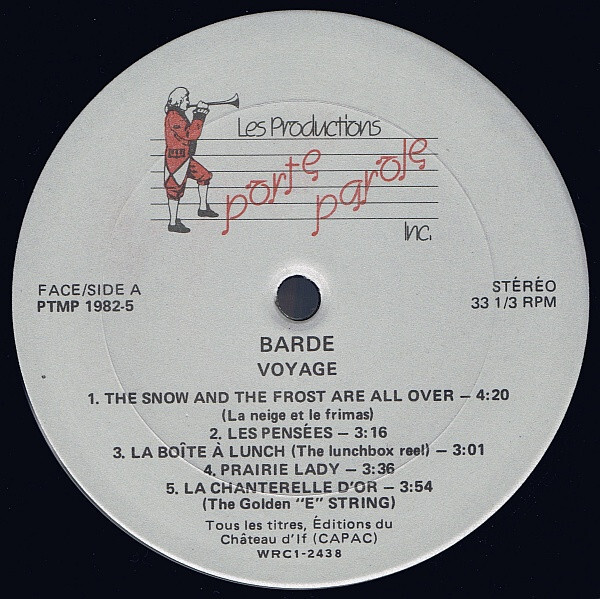 Les Productions
porte parole
Inc.
FACE/SIDE A
PTMP 1982-5
STÉRÉO
33 1/3 RPM
BARDE
VOYAGE
1. THE SNOW AND THE FROST ARE ALL OVER – 4:20
(La neige et le frimas)
2. LES PENSÉES – 3:16
3. LA BOÎTE À LUNCH (The lunchbox reel) – 3:01
4. PRAIRIE LADY – 3:36
5. LA CHANTERELLE D'OR – 3:54
(The Golden "E" STRING)
Tous les titres, Éditions du
Château d'If (CAPAC)
WRC1-2438